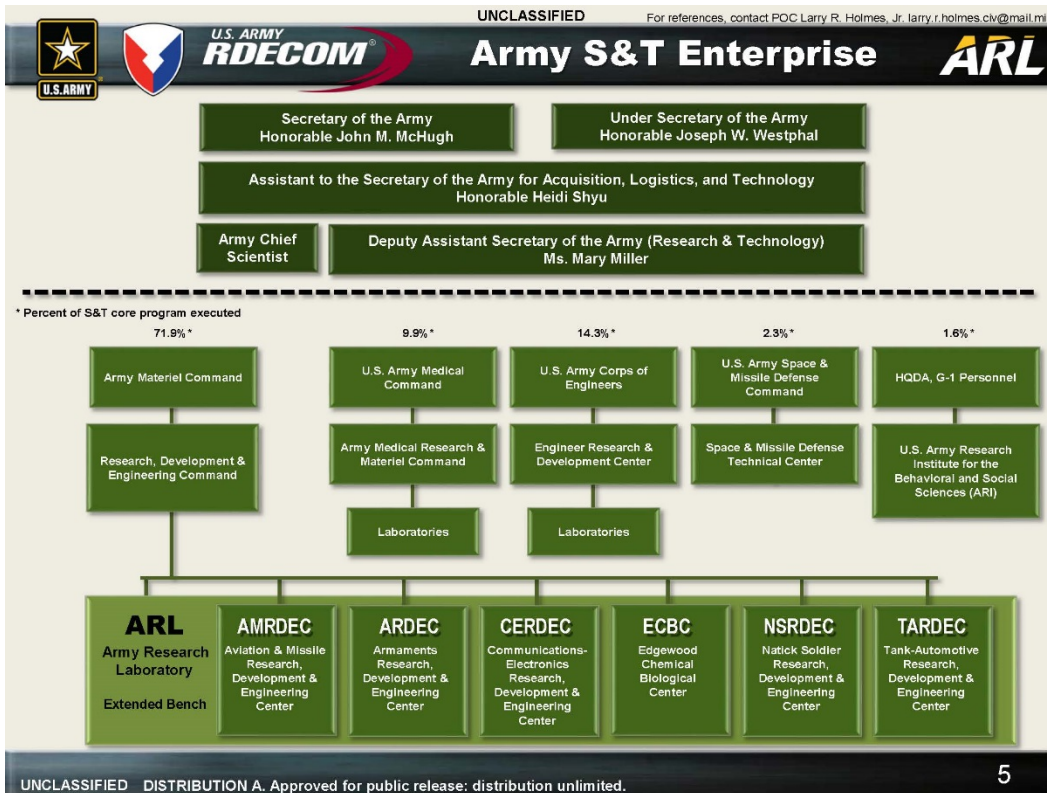 UNCLASSIFIED
For references, contact POC Larry R. Holmes, Jr. larry.r.holmes.civ@mail.mi
U.S. ARMY
U.S. ARMY
RDECOM®
Army S&T Enterprise
ARL
Secretary of the Army
Honorable John M. McHugh
Under Secretary of the Army
Honorable Joseph W. Westphal
Assistant to the Secretary of the Army for Acquisition, Logistics, and Technology
Honorable Heidi Shyu
Army Chief
Scientist
Deputy Assistant Secretary of the Army (Research & Technology)
Ms. Mary Miller
* Percent of S&T core program executed
71.9% *
9.9% *
14.3% *
2.3% *
1.6% *
Army Materiel Command
U.S. Army Medical
Command
U.S. Army Corps of
Engineers
U.S. Army Space &
Missile Defense
Command
HQDA, G-1 Personnel
Research, Development &
Engineering Command
Army Medical Research &
Materiel Command
Engineer Research &
Development Center
Space & Missile Defense
Technical Center
U.S. Army Research
Institute for the
Behavioral and Social
Sciences (ARI)
Laboratories
Laboratories
ARL
Army Research
Laboratory
Extended Bench
AMRDEC
Aviation & Missile
Research,
Development &
Engineering
Center
ARDEC
Armaments
Research,
Development &
Engineering
Center
CERDEC
Communications-
Electronics
Research,
Development &
Engineering
Center
ECBC
Edgewood
Chemical
Biological
Center
NSRDEC
Natick Soldier
Research,
Development &
Engineering
Center
TARDEC
Tank-Automotive
Research,
Development &
Engineering
Center
UNCLASSIFIED DISTRIBUTION A. Approved for public release: distribution unlimited.
5